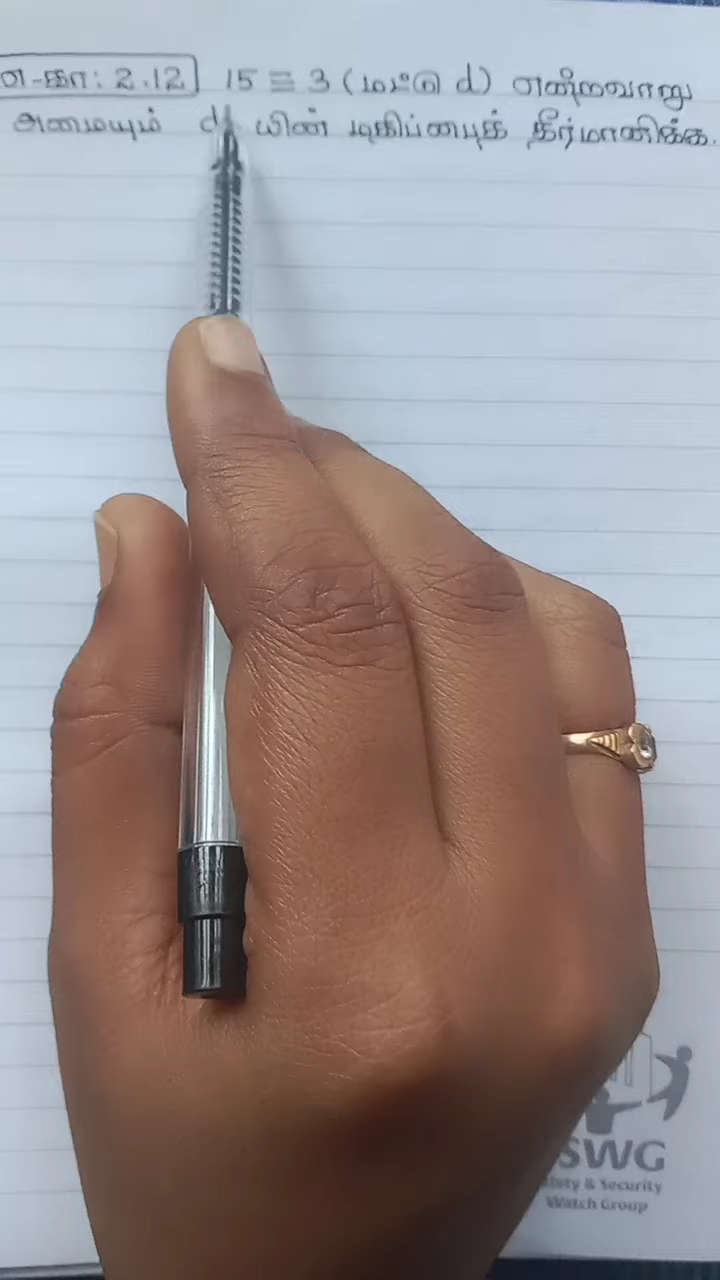 எ-கா: 2.12 15 ≡ 3 (மட்டு d) என்றவாறு
அமையும் d யின் மதிப்பைத் தீர்மானிக்க.
SWG
Safety & Security
Watch Group